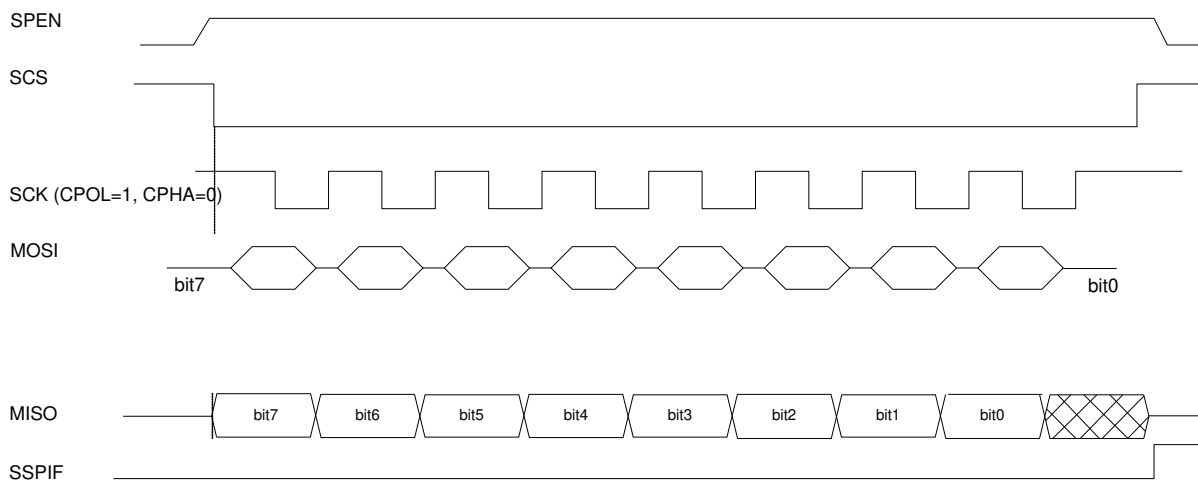 SPEN
SCS
SCK (CPOL=1, CPHA=0)
MOSI
bit7
bit0
MISO
bit7 bit6 bit5 bit4 bit3 bit2 bit1 bit0
SSPIF